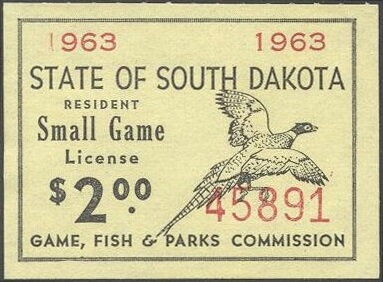 1963 1963
STATE OF SOUTH DAKOTA
RESIDENT
Small Game
License
$2.00
45891
GAME, FISH & PARKS COMMISSION